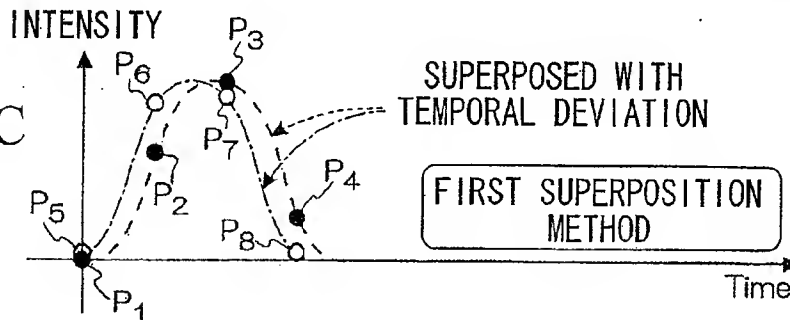 INTENSITY
C
P6
P3
SUPERPOSED WITH
TEMPORAL DEVIATION
P7
P2
P4
P5
P8
P1
FIRST SUPERPOSITION
METHOD
Time